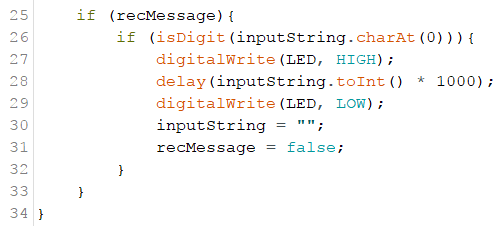 25     if (recMessage){
26         if (isDigit(inputString.charAt(0))){
27             digitalWrite(LED, HIGH);
28             delay(inputString.toInt() * 1000);
29             digitalWrite(LED, LOW);
30             inputString = "";
31             recMessage = false;
32         }
33     }
34 }